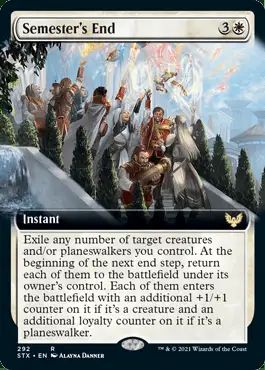 Semester's End 3
Instant
Exile any number of target creatures
and/or planeswalkers you control. At the
beginning of the next end step, return
each of them to the battlefield under its
owner's control. Each of them enters
the battlefield with an additional +1/+1
counter on it if it's a creature and an
additional loyalty counter on it if it's
a planeswalker.
292 R
STX • EN ALAYNA DANNER
™ & © 2021 Wizards of the Coast